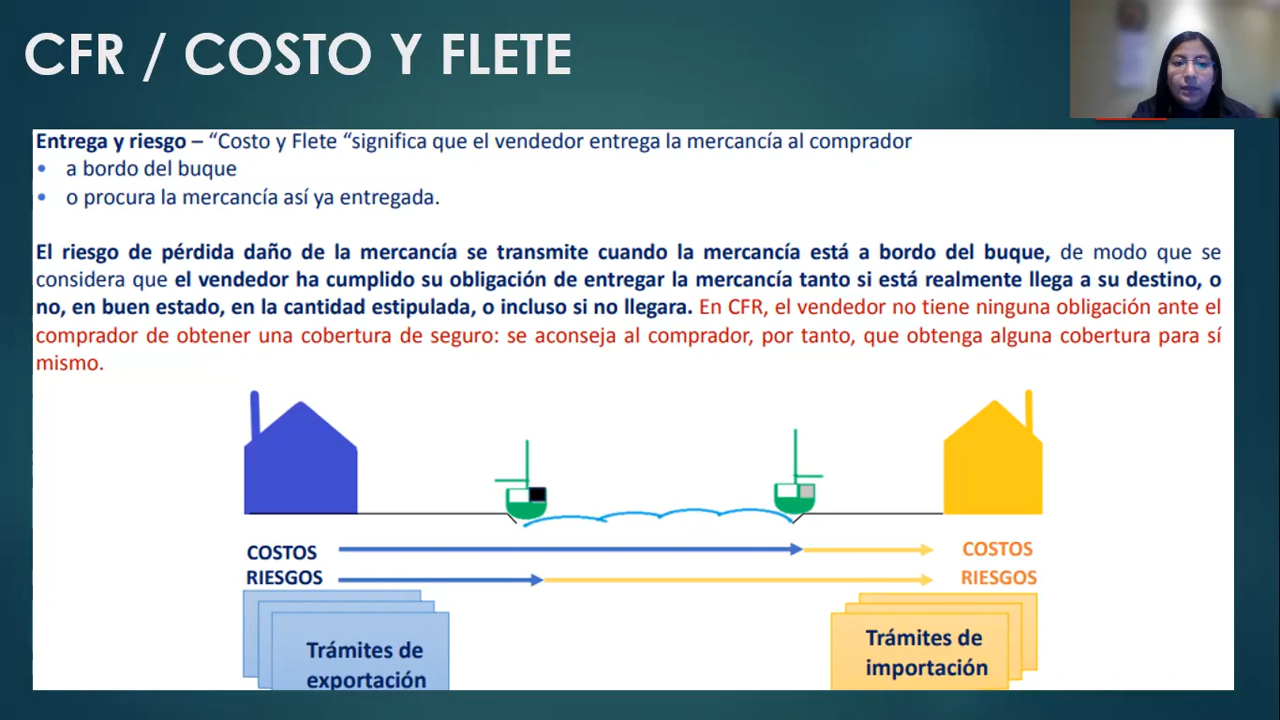 CFR / COSTO Y FLETE
Entrega y riesgo – “Costo y Flete “significa que el vendedor entrega la mercancía al comprador
• a bordo del buque
• o procura la mercancía así ya entregada.
El riesgo de pérdida daño de la mercancía se transmite cuando la mercancía está a bordo del buque, de modo que se
considera que el vendedor ha cumplido su obligación de entregar la mercancía tanto si está realmente llega a su destino, o
no, en buen estado, en la cantidad estipulada, o incluso si no llegara. En CFR, el vendedor no tiene ninguna obligación ante el
comprador de obtener una cobertura de seguro: se aconseja al comprador, por tanto, que obtenga alguna cobertura para sí
mismo.
COSTOS COSTOS
RIESGOS RIESGOS
Trámites de
exportación
Trámites de
importación